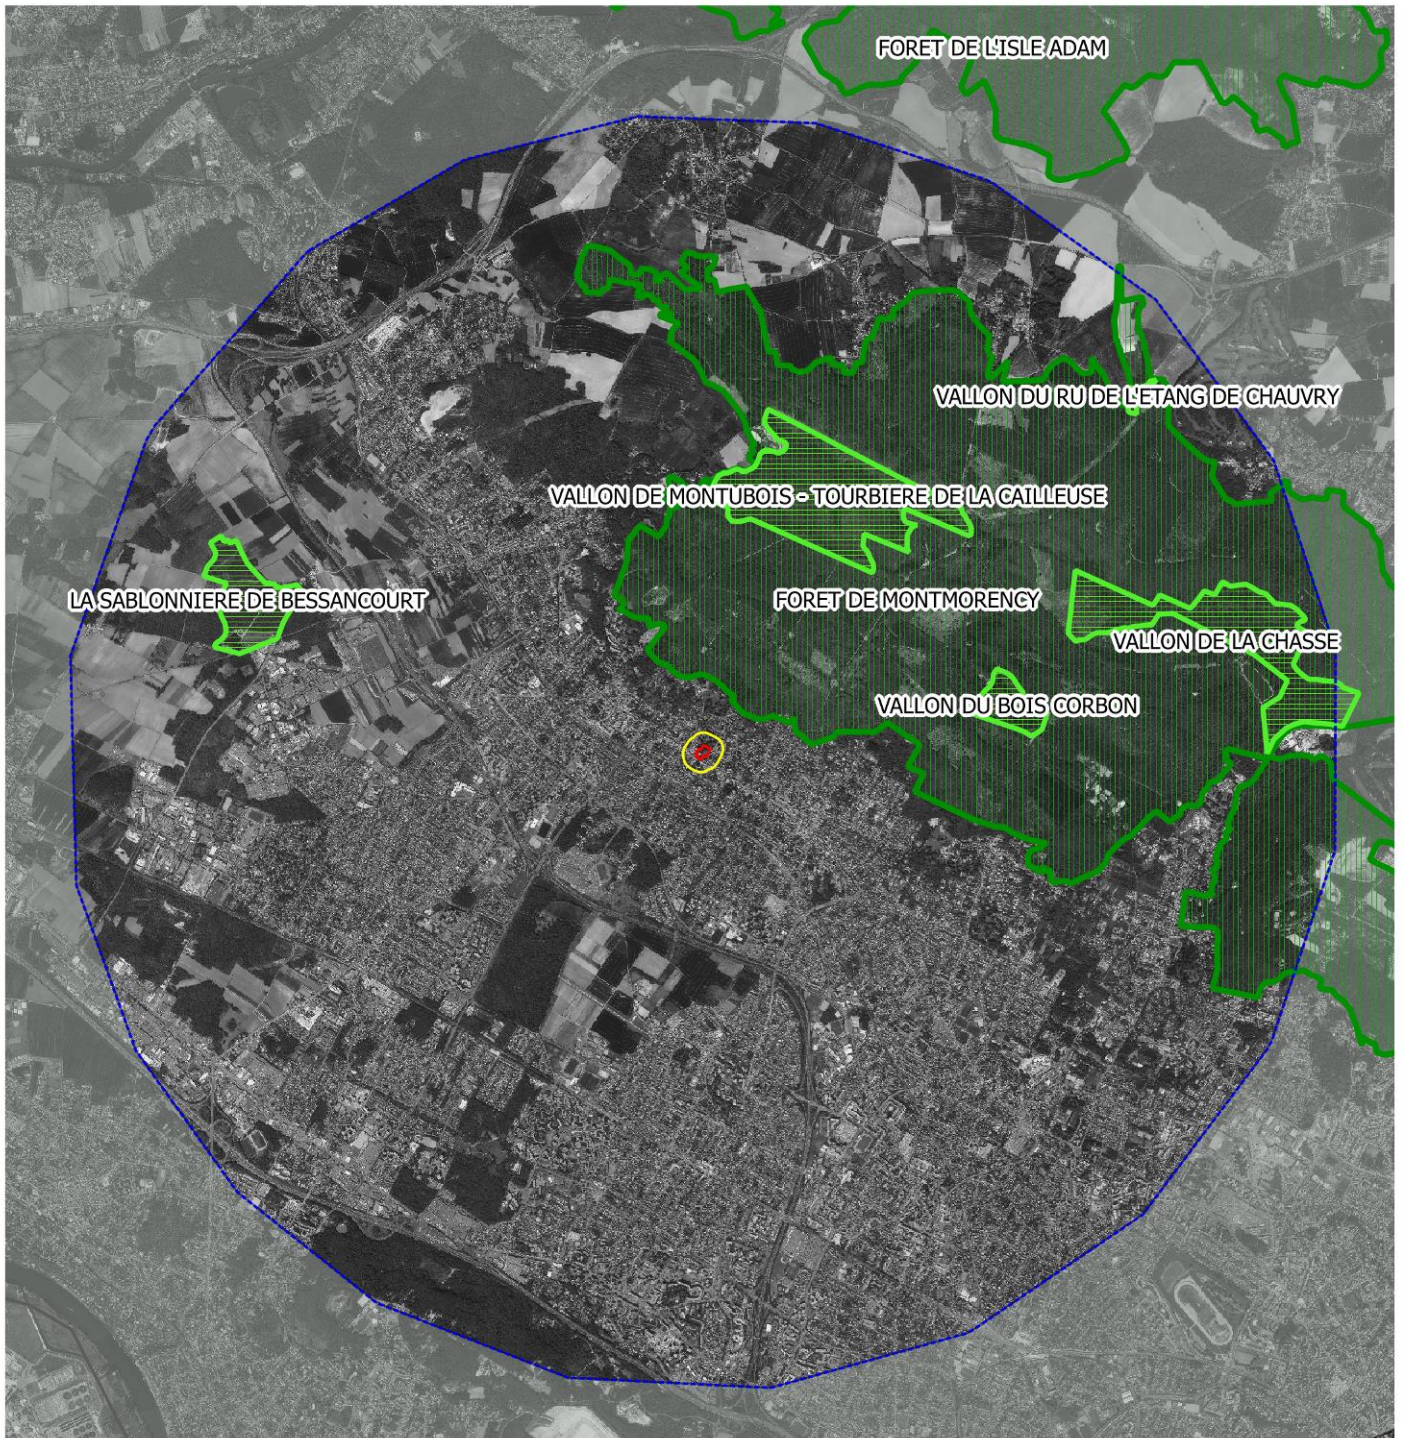 FORET DE L'ISLE ADAM
VALLON DU RU DE L'ETANG DE CHAUVRY
VALLON DE MONTUBOIS - TOURBIERE DE LA CAILLEUSE
LA SABLONNIERE DE BESSANCOURT
FORET DE MONTMORENCY
VALLON DE LA CHASSE
VALLON DU BOIS CORBON